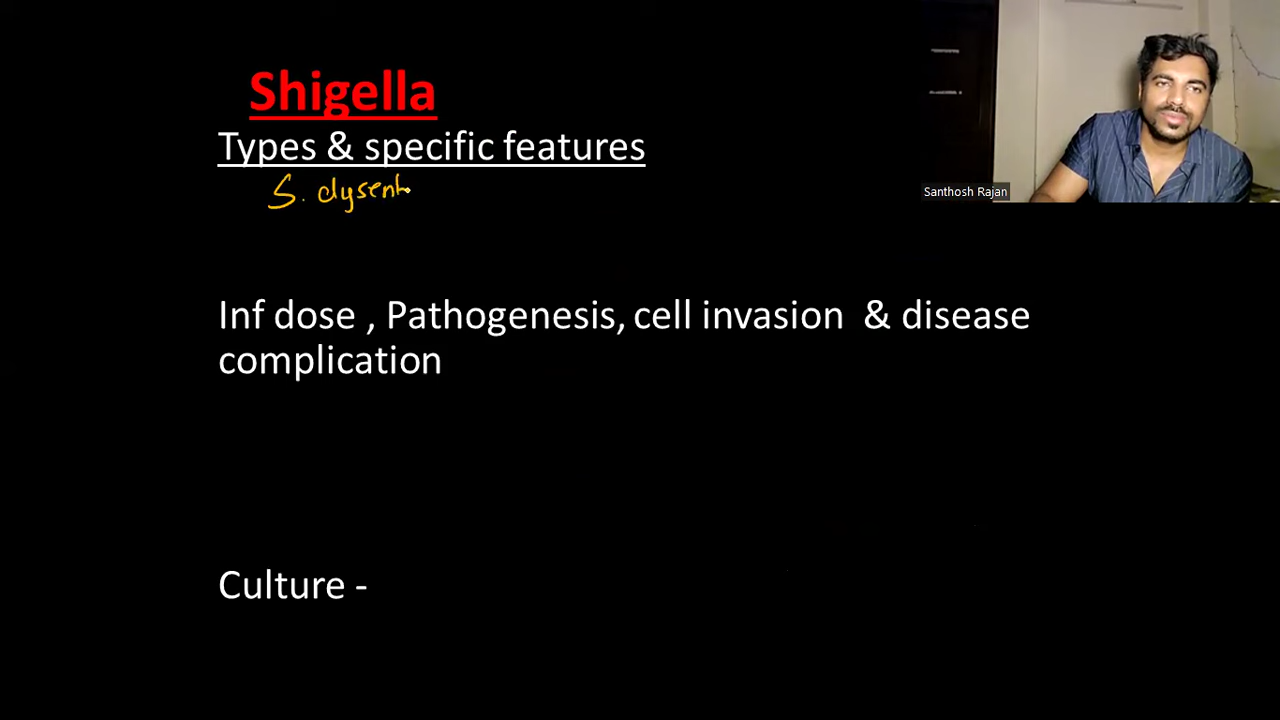 Shigella
Types & specific features
S. dysent
Santhosh Rajan
Inf dose , Pathogenesis, cell invasion & disease
complication
Culture -